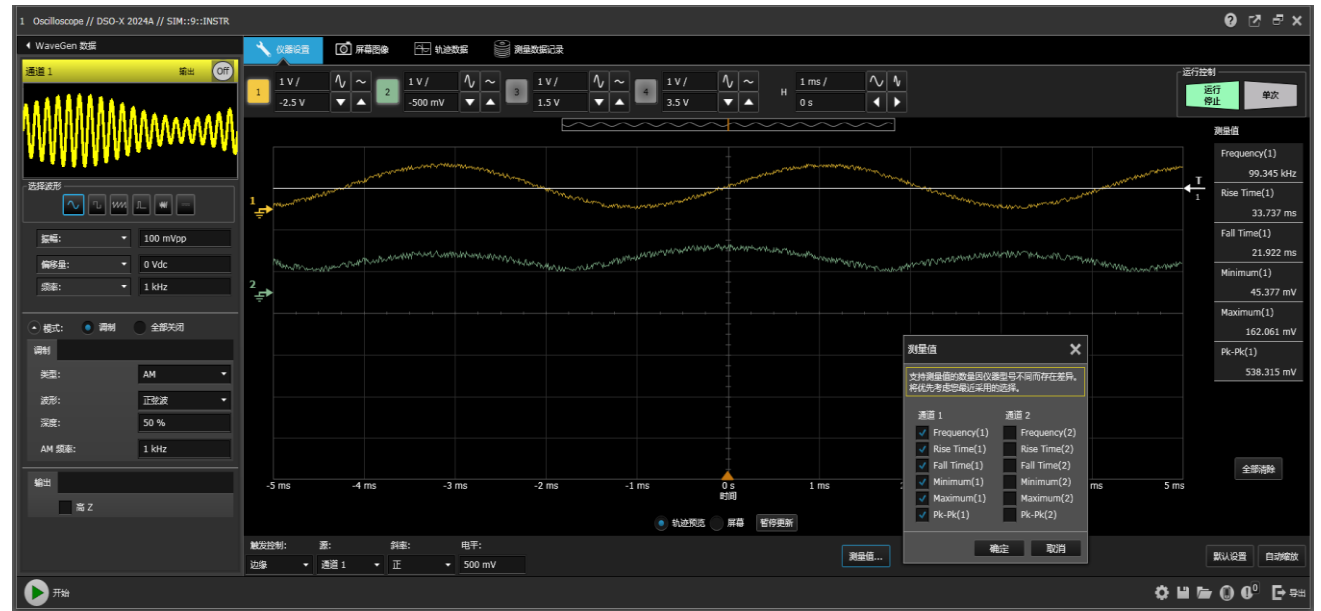 1 Oscilloscope // DSO-X 2024A // SIM::9::INSTR
WaveGen 数据
仪器设置 屏幕图像 轨迹数据 测量数据记录
通道 1 输出 Off
选择波形
振幅: 100 mVpp
偏移量: 0 Vdc
频率: 1 kHz
模式: 调制 全部关闭
调制
类型: AM
波形: 正弦波
深度: 50 %
AM 频率: 1 kHz
输出
高 Z
1 1 V/ -2.5 V
2 1 V/ -500 mV
3 1 V/ 1.5 V
4 1 V/ 3.5 V
H 1 ms/ 0 s
运行控制
运行
停止
单次
1
2
T
1
-5 ms -4 ms -3 ms -2 ms -1 ms 0 s 1 ms ms 5 ms
时间
轨迹预览 屏幕 暂停更新
测量值
Frequency(1)
99.345 kHz
Rise Time(1)
33.737 ms
Fall Time(1)
21.922 ms
Minimum(1)
45.377 mV
Maximum(1)
162.061 mV
Pk-Pk(1)
538.315 mV
全部清除
测量值
支持测量值的数量因仪器型号不同而存在差异。
将优先考虑您最近采用的选择。
通道 1 通道 2
Frequency(1) Frequency(2)
Rise Time(1) Rise Time(2)
Fall Time(1) Fall Time(2)
Minimum(1) Minimum(2)
Maximum(1) Maximum(2)
Pk-Pk(1) Pk-Pk(2)
确定 取消
触发控制: 源: 斜率: 电平:
边缘 通道 1 正 500 mV
测量值...
默认设置 自动缩放
开始
0
导出